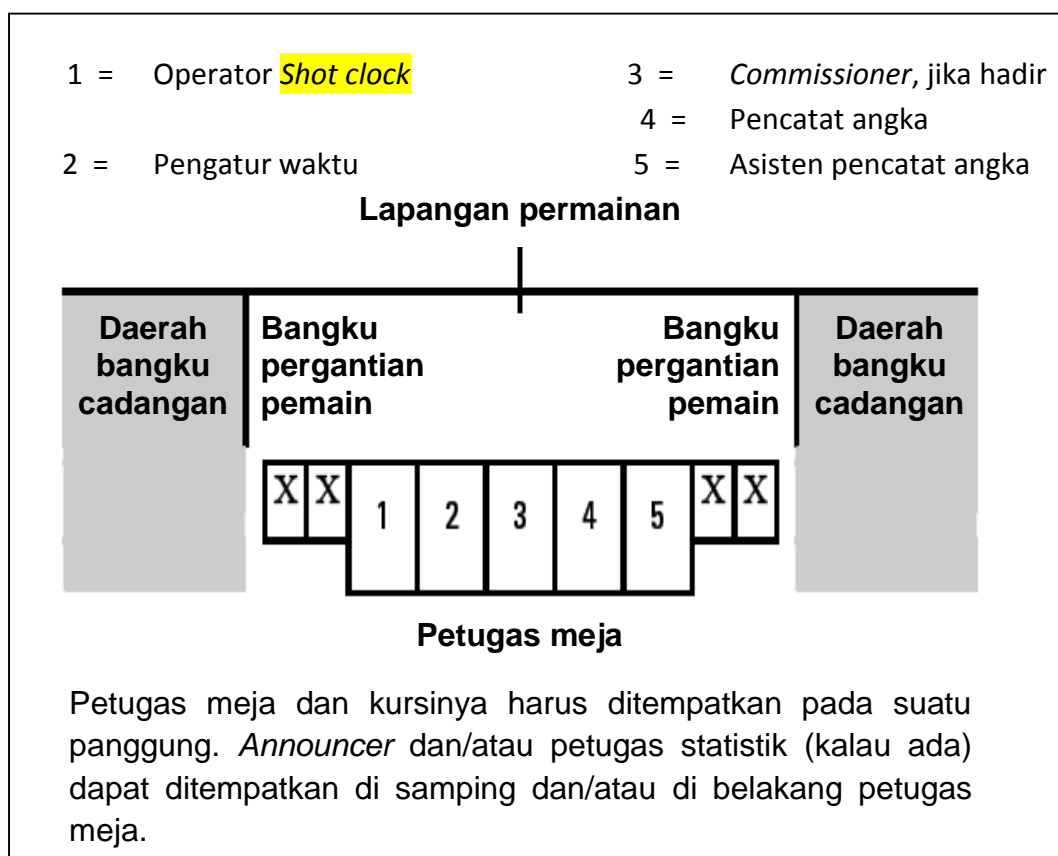 1 = Operator Shot clock 3 = Commissioner, jika hadir
4 = Pencatat angka
2 = Pengatur waktu 5 = Asisten pencatat angka
Lapangan permainan
Daerah bangku cadangan
Bangku pergantian pemain
Bangku pergantian pemain
Daerah bangku cadangan
X X 1 2 3 4 5 X X
Petugas meja
Petugas meja dan kursinya harus ditempatkan pada suatu
panggung. Announcer dan/atau petugas statistik (kalau ada)
dapat ditempatkan di samping dan/atau di belakang petugas
meja.